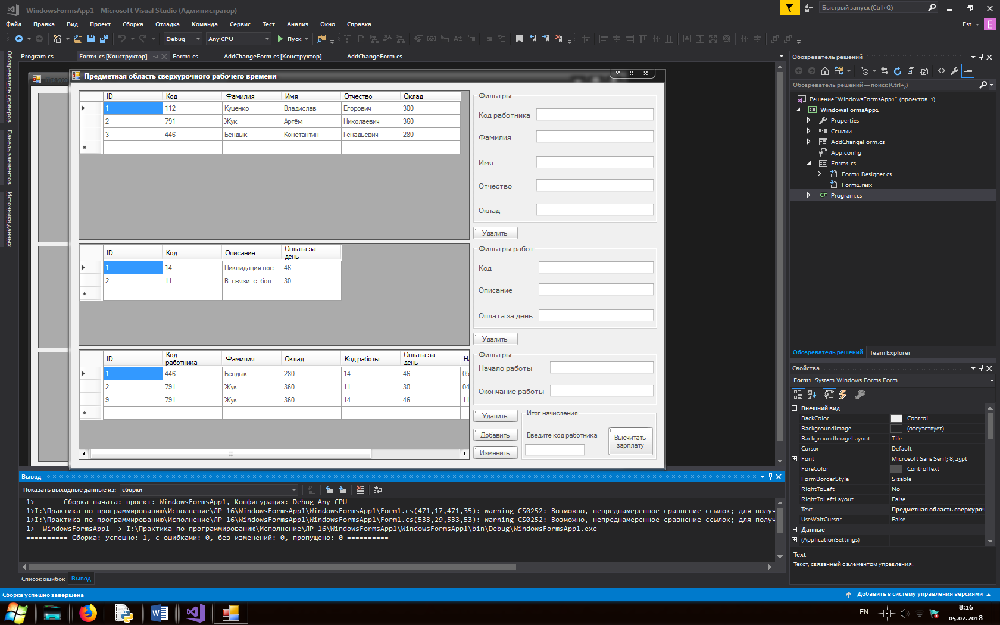 WindowsFormsApp1 - Microsoft Visual Studio (Администратор)
Быстрый запуск (Ctrl+Q)
Файл Правка Вид Проект Сборка Отладка Команда Сервис Тест Анализ Окно Справка
Est E
Debug Any CPU Пуск
Program.cs Form1.cs [Конструктор] Form1.cs AddChangeForm.cs [Конструктор] AddChangeForm.cs
Обозреватель серверов
Панель элементов
Источники данных
Предметная область сверхурочного рабочего времени
ID Код Фамилия Имя Отчество Оклад
1 112 Куценко Владислав Егорович 300
2 791 Жук Артём Николаевич 360
3 446 Бендык Константин Генадьевич 280
Фильтры
Код работника
Фамилия
Имя
Отчество
Оклад
Удалить
ID Код Описание Оплата за день
1 14 Ликвидация пос... 46
2 11 В связи с бол... 30
Фильтры работ
Код
Описание
Оплата за день
Удалить
ID Код работника Фамилия Оклад Код работы Оплата за день На
1 446 Бендык 280 14 46 05
2 791 Жук 360 11 30 04
9 791 Жук 360 14 46 11
Фильтры
Начало работы
Окончание работы
Удалить
Добавить
Изменить
Итог начисления
Введите код работника
Высчитать зарплату
Обозреватель решений
Обозреватель решений — поиск (Ctrl+;)
Решение "WindowsFormsApp1" (проектов: 1)
WindowsFormsApp1
Properties
Ссылки
AddChangeForm.cs
App.config
Form1.cs
Form1.Designer.cs
Form1.resx
Program.cs
Обозреватель решений Team Explorer
Свойства
Form1 System.Windows.Forms.Form
Внешний вид
BackColor Control
BackgroundImage (отсутствует)
BackgroundImageLayout Tile
Cursor Default
Font Microsoft Sans Serif; 8,25pt
ForeColor ControlText
FormBorderStyle Sizable
RightToLeft No
RightToLeftLayout False
Text Предметная область сверхуроч
UseWaitCursor False
Данные
(ApplicationSettings)
Text
Текст, связанный с элементом управления.
Вывод
Показать выходные данные из: сборки
1>------ Сборка начата: проект: WindowsFormsApp1, Конфигурация: Debug Any CPU ------
1>I:\Практика по программированию\Исполнение\ЛР 16\WindowsFormsApp1\WindowsFormsApp1\Form1.cs(471,17,471,35): warning CS0252: Возможно, непреднамеренное сравнение ссылок; для получ
1>I:\Практика по программированию\Исполнение\ЛР 16\WindowsFormsApp1\WindowsFormsApp1\Form1.cs(533,29,533,53): warning CS0252: Возможно, непреднамеренное сравнение ссылок; для получ
1> WindowsFormsApp1 -> I:\Практика по программированию\Исполнение\ЛР 16\WindowsFormsApp1\WindowsFormsApp1\bin\Debug\WindowsFormsApp1.exe
========== Сборка: успешно: 1, с ошибками: 0, без изменений: 0, пропущено: 0 ==========
Список ошибок Вывод
Сборка успешно завершена
Добавить в систему управления версиями
EN
8:16
05.02.2018